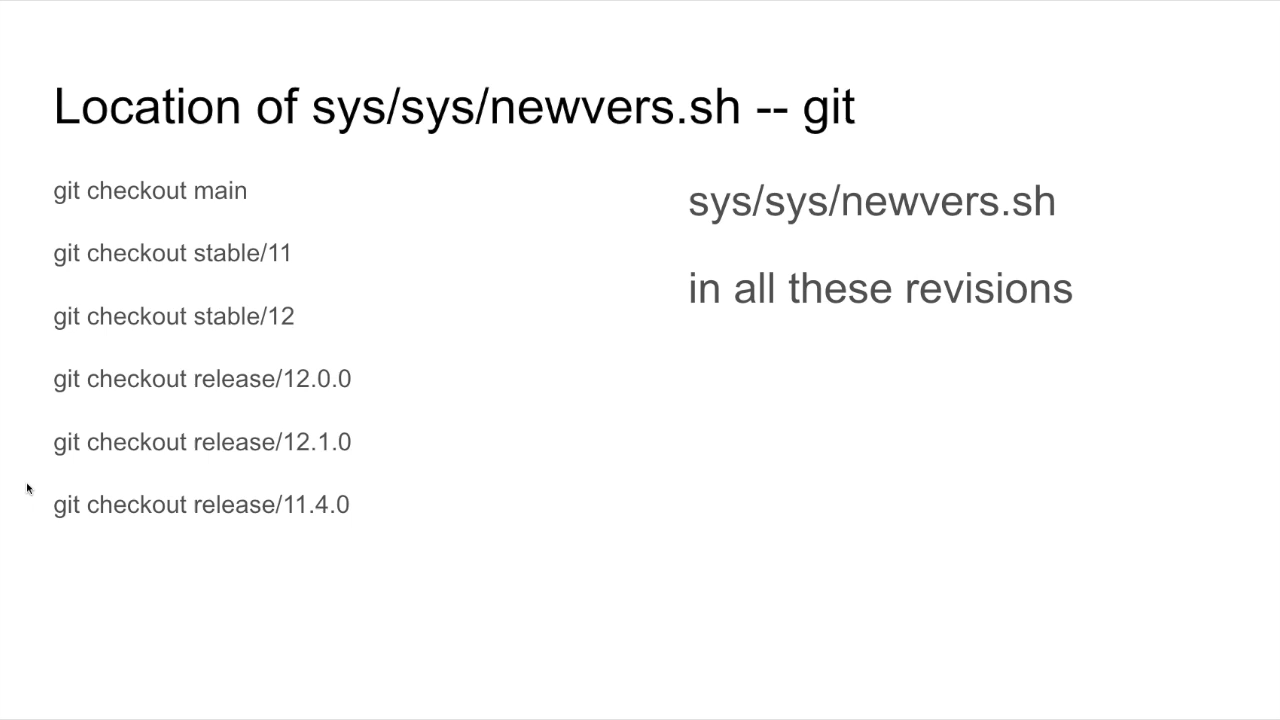 Location of sys/sys/newvers.sh -- git
git checkout main
git checkout stable/11
git checkout stable/12
git checkout release/12.0.0
git checkout release/12.1.0
git checkout release/11.4.0
sys/sys/newvers.sh
in all these revisions